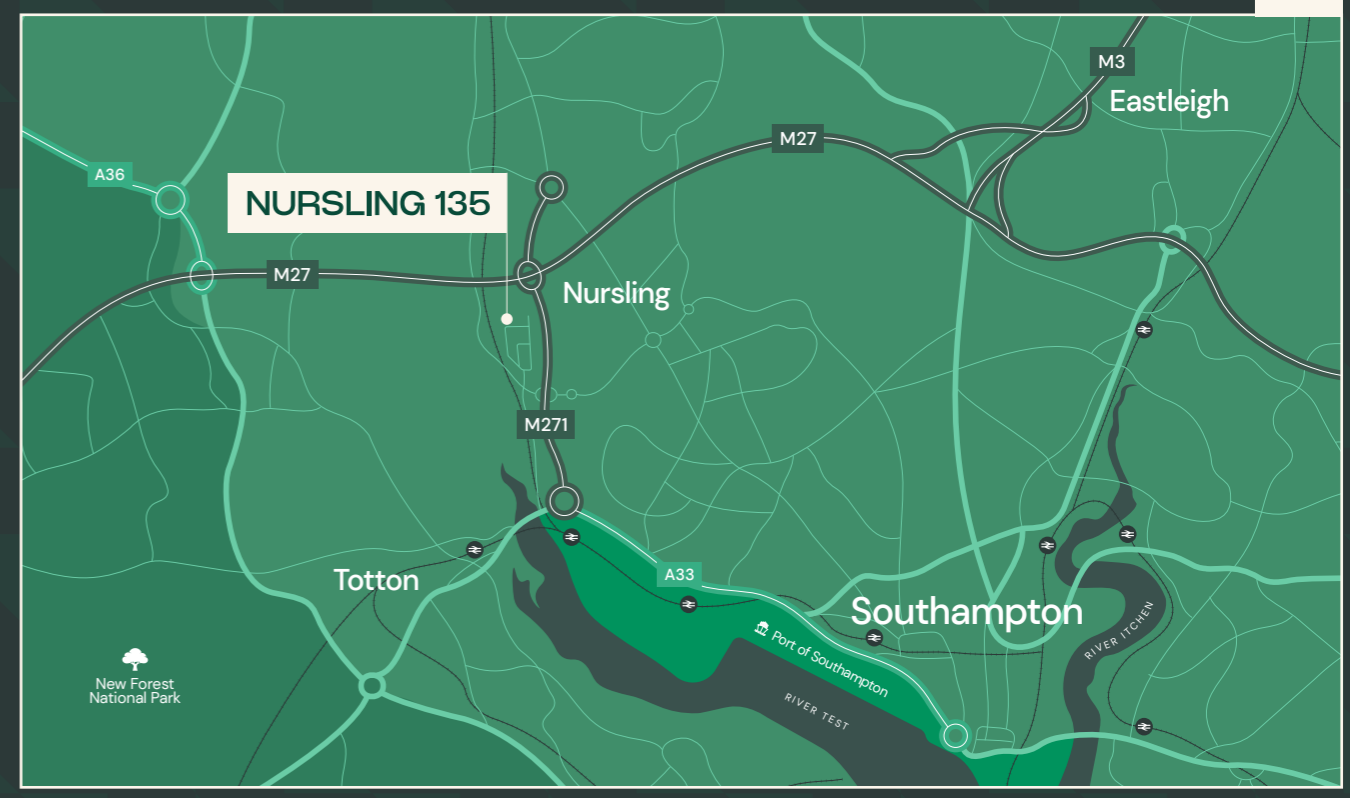 M3
Eastleigh
M27
A36
NURSLING 135
M27
Nursling
M271
Totton
A33
Southampton
Port of Southampton
RIVER ITCHEN
RIVER TEST
New Forest
National Park